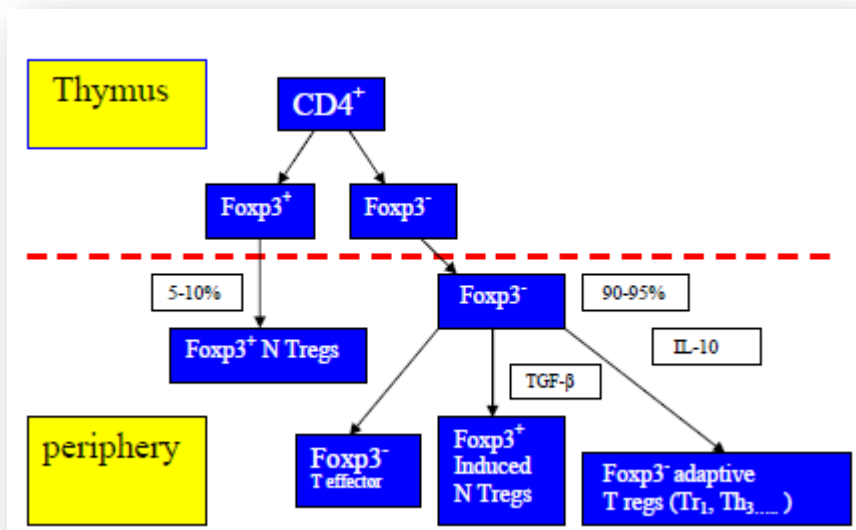 Thymus
CD4⁺
Foxp3⁺
Foxp3⁻
5-10%
Foxp3⁻
90-95%
Foxp3⁺ N Tregs
IL-10
TGF-β
periphery
Foxp3⁻
T effector
Foxp3⁺
Induced
N Tregs
Foxp3⁻ adaptive
T regs (Tr₁, Th₃..... )